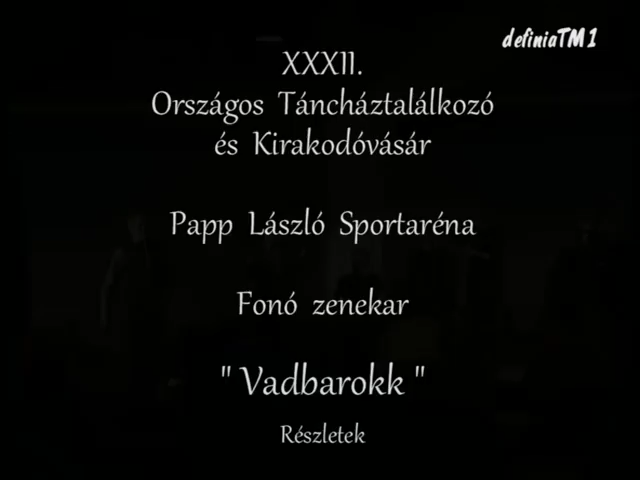 definiaTM1
XXXII.
Országos Táncháztalálkozó
és Kirakodóvásár
Papp László Sportaréna
Fonó zenekar
" Vadbarokk "
Részletek